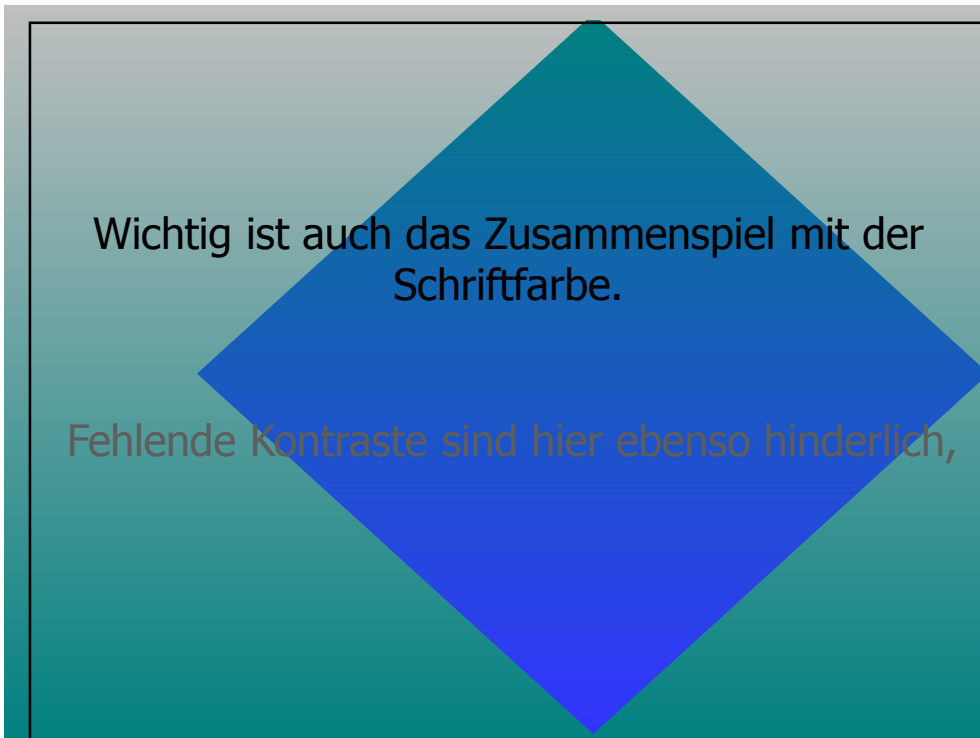 Wichtig ist auch das Zusammenspiel mit der
Schriftfarbe.
Fehlende Kontraste sind hier ebenso hinderlich,